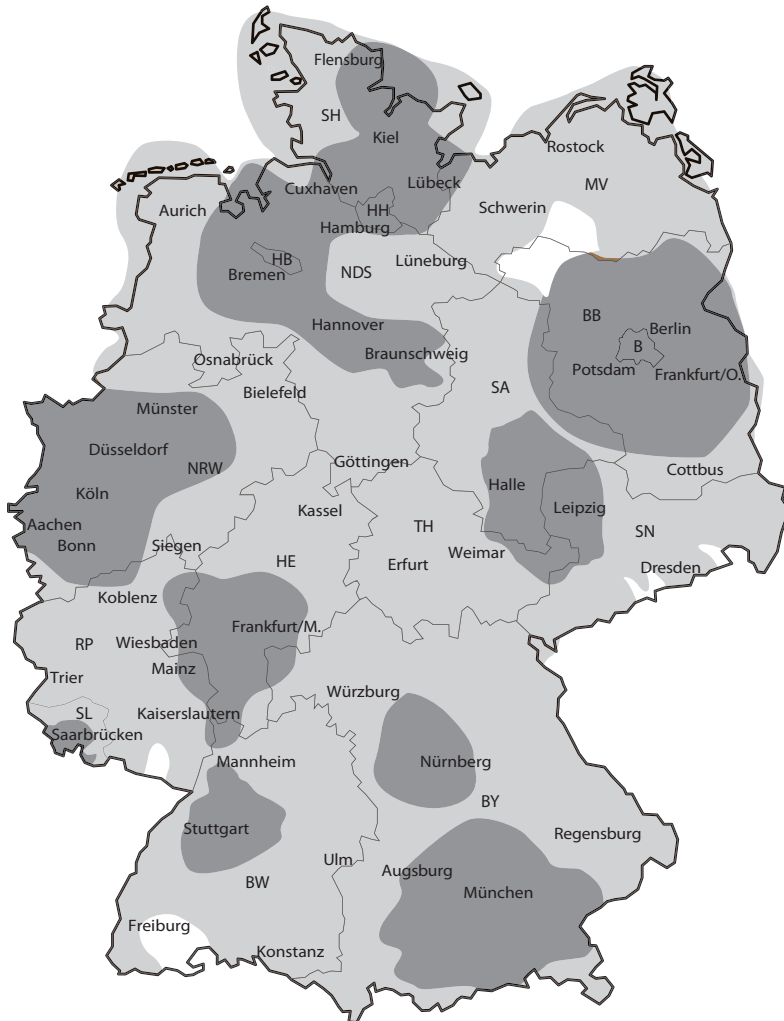 Flensburg
SH
Kiel
Rostock
MV
Cuxhaven
Lübeck
Aurich
HH
Schwerin
Hamburg
HB
Bremen
NDS
Lüneburg
BB
Hannover
Berlin
B
Braunschweig
Osnabrück
Potsdam
Frankfurt/O.
SA
Bielefeld
Münster
Düsseldorf
NRW
Göttingen
Cottbus
Halle
Köln
Leipzig
Kassel
Aachen
TH
SN
Bonn
Siegen
Weimar
HE
Erfurt
Dresden
Koblenz
Frankfurt/M.
RP
Wiesbaden
Mainz
Trier
Würzburg
SL
Kaiserslautern
Saarbrücken
Mannheim
Nürnberg
BY
Stuttgart
Regensburg
Ulm
Augsburg
BW
München
Freiburg
Konstanz